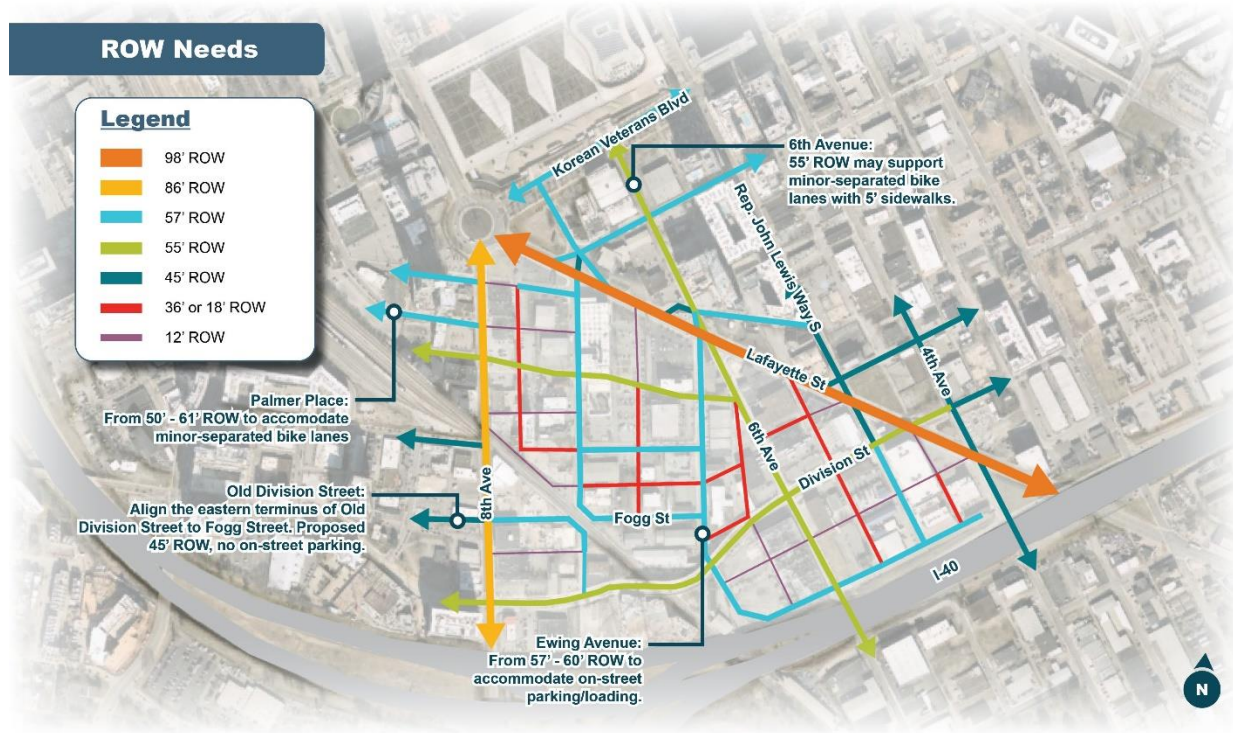 ROW Needs
Legend
98' ROW
86' ROW
57' ROW
55' ROW
45' ROW
36' or 18' ROW
12' ROW
Korean Veterans Blvd
6th Avenue:
55' ROW may support
minor-separated bike
lanes with 5' sidewalks.
Rep. John Lewis Way S
Lafayette St
4th Ave
Palmer Place:
From 50' - 61' ROW to accomodate
minor-separated bike lanes
8th Ave
6th Ave
Division St
Old Division Street:
Align the eastern terminus of Old
Division Street to Fogg Street. Proposed
45' ROW, no on-street parking.
Fogg St
I-40
Ewing Avenue:
From 57' - 60' ROW to
accommodate on-street
parking/loading.
N